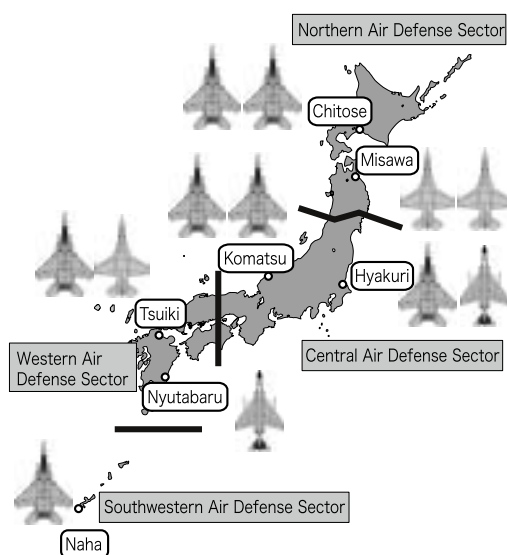 Northern Air Defense Sector
Chitose
Misawa
Komatsu
Hyakuri
Tsuiki
Central Air Defense Sector
Western Air
Defense Sector
Nyutabaru
Southwestern Air Defense Sector
Naha